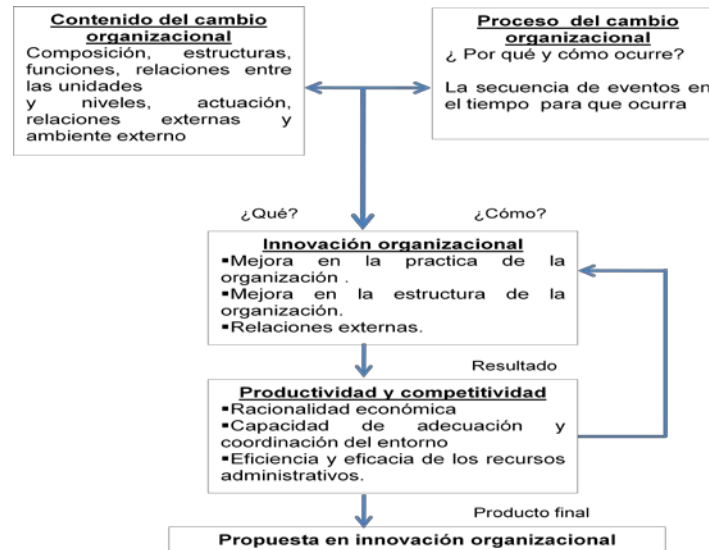 Contenido del cambio
organizacional
Composición, estructuras,
funciones, relaciones entre
las unidades
y niveles, actuación,
relaciones externas y
ambiente externo
Proceso del cambio
organizacional
¿ Por qué y cómo ocurre?
La secuencia de eventos en
el tiempo para que ocurra
¿Qué?
¿Cómo?
Innovación organizacional
▪Mejora en la practica de la
organización .
▪Mejora en la estructura de la
organización.
▪Relaciones externas.
Resultado
Productividad y competitividad
▪Racionalidad económica
▪Capacidad de adecuación y
coordinación del entorno
▪Eficiencia y eficacia de los recursos
administrativos.
Producto final
Propuesta en innovación organizacional